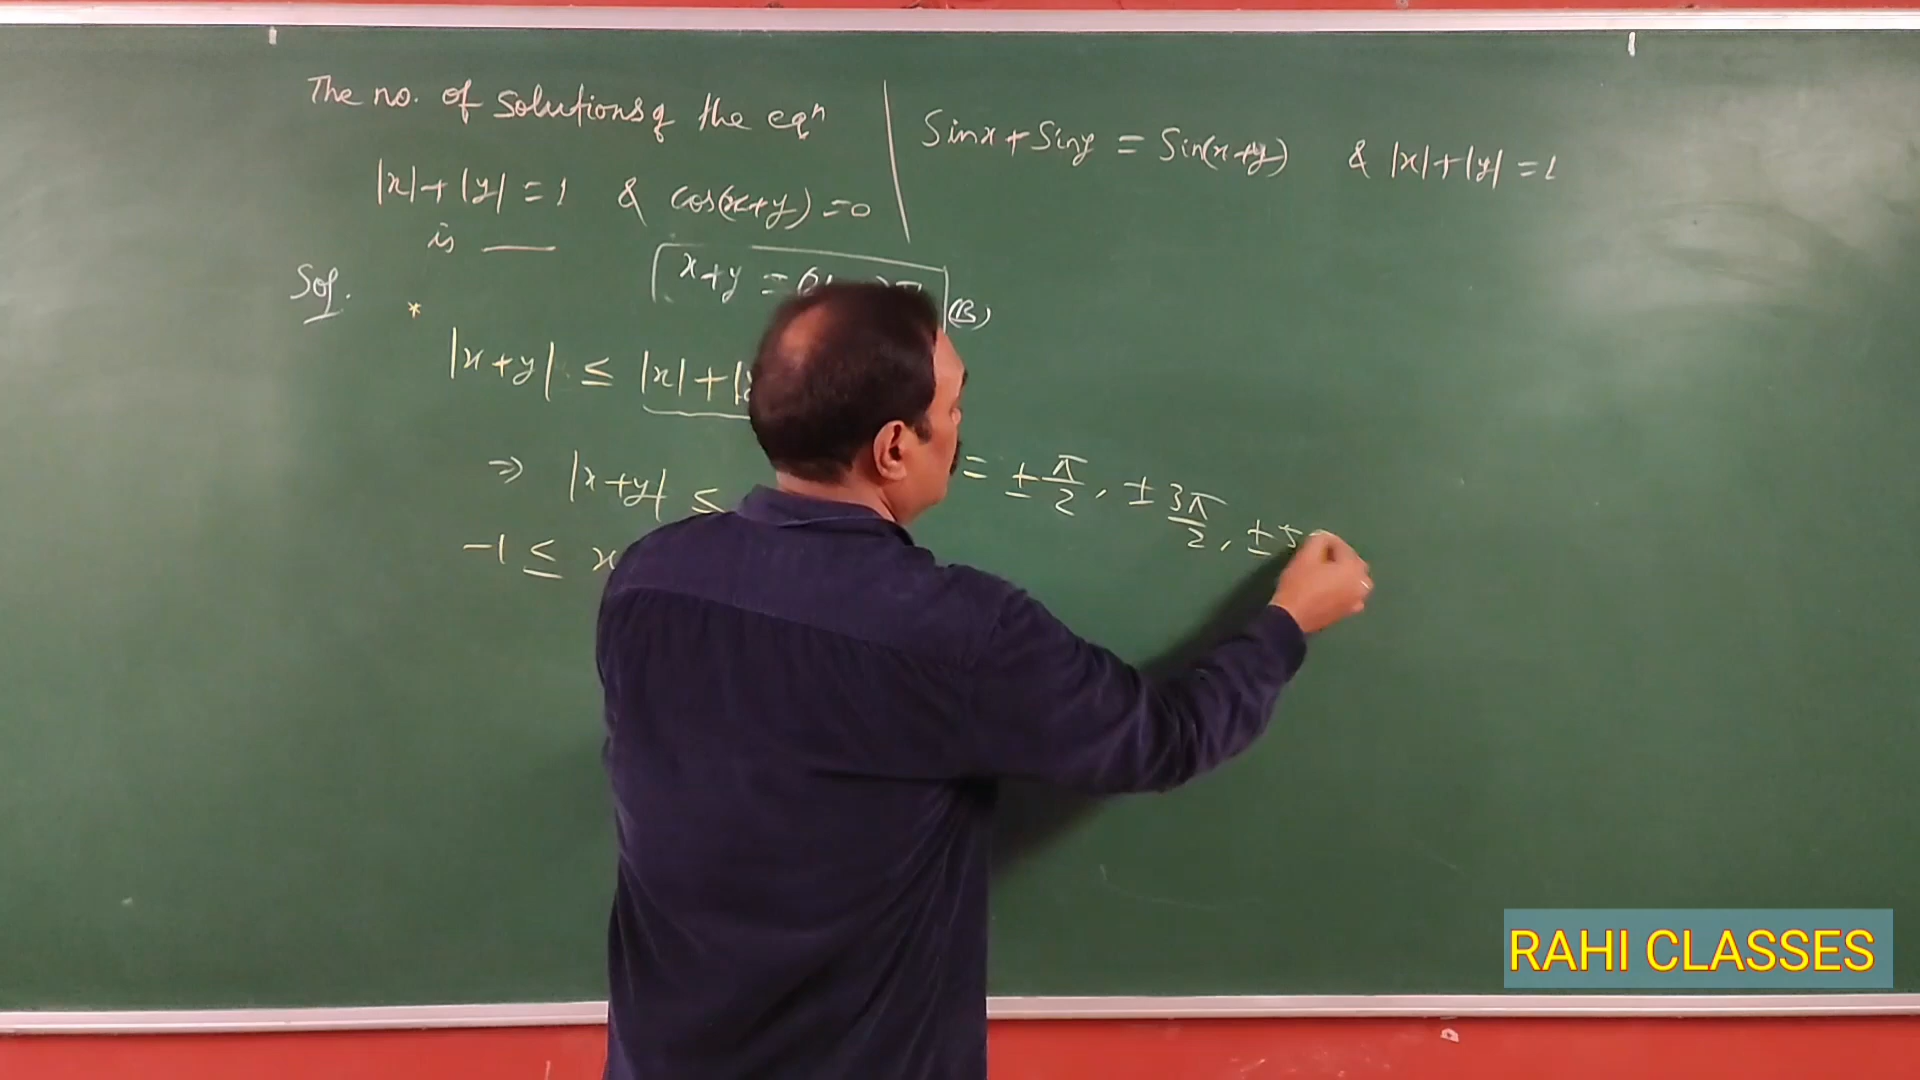 The no. of Solutions of the eqⁿ
|x|+|y|=1 & cos(x+y)=0
is
Sinx+Siny = Sin(x+y) & |x|+|y|=1
Sol.
x+y =
(B)
*
|x+y| ≤ |x|+|y
⇒ |x+y| ≤
= ± π/2, ± 3π/2, ± 5
-1 ≤ x
RAHI CLASSES